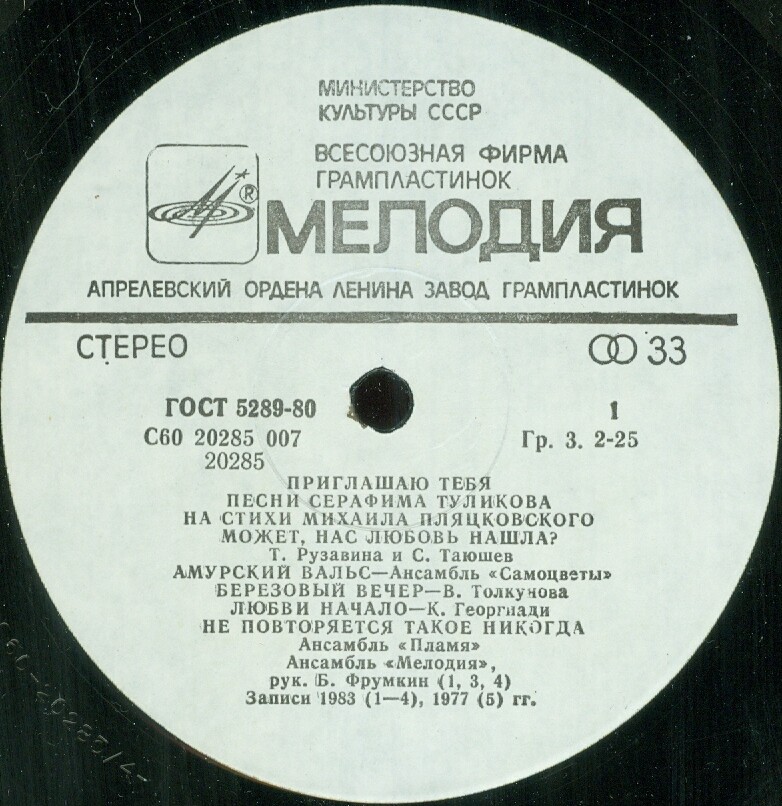 МИНИСТЕРСТВО
КУЛЬТУРЫ СССР
ВСЕСОЮЗНАЯ ФИРМА
ГРАМПЛАСТИНОК
®
МЕЛОДИЯ
АПРЕЛЕВСКИЙ ОРДЕНА ЛЕНИНА ЗАВОД ГРАМПЛАСТИНОК
СТЕРЕО 33
ГОСТ 5289-80 1
С60 20285 007 Гр. 3. 2-25
20285
ПРИГЛАШАЮ ТЕБЯ
ПЕСНИ СЕРАФИМА ТУЛИКОВА
НА СТИХИ МИХАИЛА ПЛЯЦКОВСКОГО
МОЖЕТ, НАС ЛЮБОВЬ НАШЛА?
Т. Рузавина и С. Таюшев
АМУРСКИЙ ВАЛЬС—Ансамбль «Самоцветы»
БЕРЕЗОВЫЙ ВЕЧЕР—В. Толкунова
ЛЮБВИ НАЧАЛО—К. Георгиади
НЕ ПОВТОРЯЕТСЯ ТАКОЕ НИКОГДА
Ансамбль «Пламя»
Ансамбль «Мелодия»,
рук. Б. Фрумкин (1, 3, 4)
Записи 1983 (1—4), 1977 (5) гг.